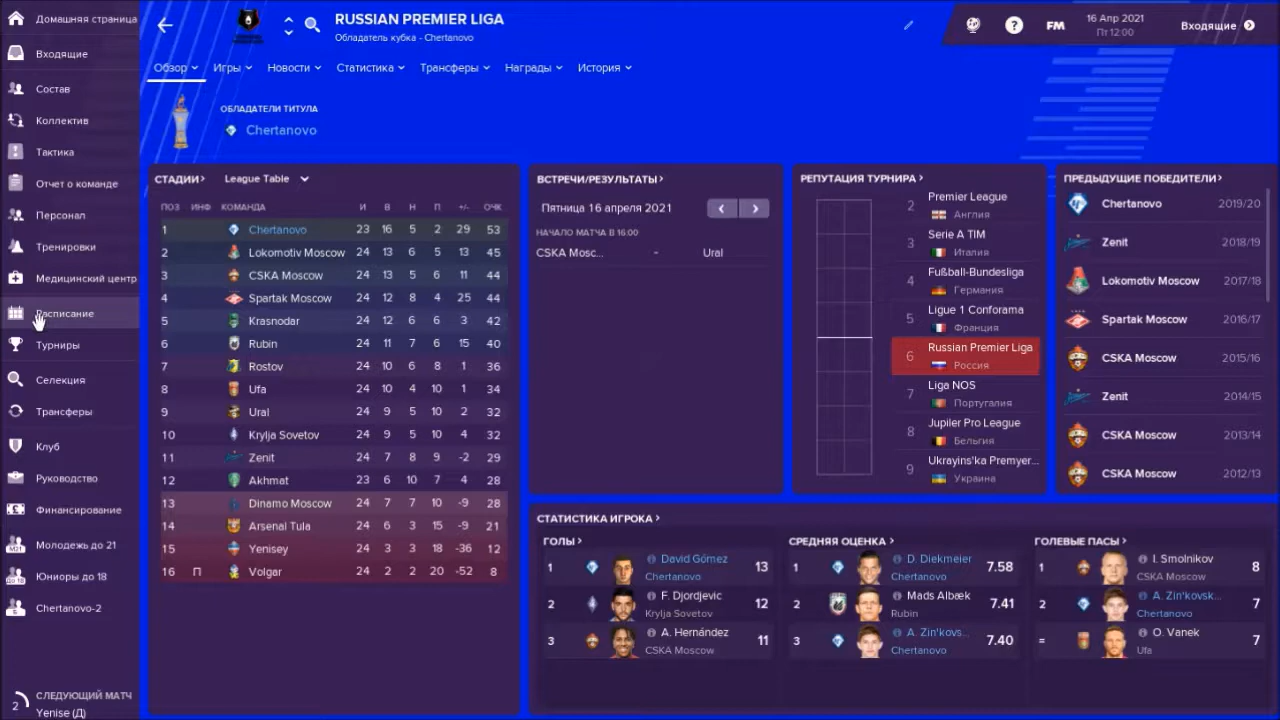 Домашняя страница
Входящие
Состав
Коллектив
Тактика
Отчет о команде
Персонал
Тренировки
Медицинский центр
Расписание
Турниры
Селекция
Трансферы
Клуб
Руководство
Финансирование
M21 Молодежь до 21
До 18 Юниоры до 18
Б Chertanovo-2
2 СЛЕДУЮЩИЙ МАТЧ
Yenise (Д)
RUSSIAN PREMIER LIGA
Обладатель кубка - Chertanovo
? FM
16 Апр 2021
Пт 12:00
Входящие
Обзор Игры Новости Статистика Трансферы Награды История
ОБЛАДАТЕЛИ ТИТУЛА
Chertanovo
СТАДИИ> League Table
ПОЗ ИНФ КОМАНДА И В Н П +/- ОЧК
1 Chertanovo 23 16 5 2 29 53
2 Lokomotiv Moscow 24 13 6 5 13 45
3 CSKA Moscow 24 13 5 6 11 44
4 Spartak Moscow 24 12 8 4 25 44
5 Krasnodar 24 12 6 6 3 42
6 Rubin 24 11 7 6 15 40
7 Rostov 24 10 6 8 1 36
8 Ufa 24 10 4 10 1 34
9 Ural 24 9 5 10 2 32
10 Krylja Sovetov 24 9 5 10 4 32
11 Zenit 24 7 8 9 -2 29
12 Akhmat 23 6 10 7 4 28
13 Dinamo Moscow 24 7 7 10 -9 28
14 Arsenal Tula 24 6 3 15 -9 21
15 Yenisey 24 3 3 18 -36 12
16 П Volgar 24 2 2 20 -52 8
ВСТРЕЧИ/РЕЗУЛЬТАТЫ>
Пятница 16 апреля 2021
НАЧАЛО МАТЧА В 16:00
CSKA Mosc... - Ural
РЕПУТАЦИЯ ТУРНИРА >
2 Premier League
Англия
3 Serie A TIM
Италия
4 Fußball-Bundesliga
Германия
5 Ligue 1 Conforama
Франция
6 Russian Premier Liga
Россия
7 Liga NOS
Португалия
8 Jupiler Pro League
Бельгия
9 Ukrayins'ka Premyer...
Украина
ПРЕДЫДУЩИЕ ПОБЕДИТЕЛИ>
Chertanovo 2019/20
Zenit 2018/19
Lokomotiv Moscow 2017/18
Spartak Moscow 2016/17
CSKA Moscow 2015/16
Zenit 2014/15
CSKA Moscow 2013/14
CSKA Moscow 2012/13
СТАТИСТИКА ИГРОКА >
ГОЛЫ >
1 David Gómez 13
Chertanovo
2 F. Djordjevic 12
Krylja Sovetov
3 A. Hernández 11
CSKA Moscow
СРЕДНЯЯ ОЦЕНКА >
1 D. Diekmeier 7.58
Chertanovo
2 Mads Albæk 7.41
Rubin
3 A. Zin'kovs... 7.40
Chertanovo
ГОЛЕВЫЕ ПАСЫ >
1 I. Smolnikov 8
CSKA Moscow
2 A. Zin'kovsk... 7
Chertanovo
= O. Vanek 7
Ufa